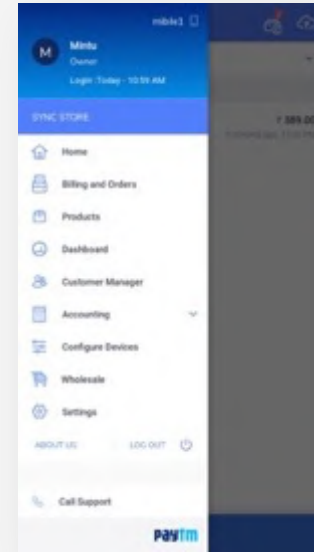 M
Mintu
Owner
Login :Today - 10:59 AM
SYNC STORE
Home
Billing and Orders
Products
Dashboard
Customer Manager
Accounting
Configure Devices
Wholesale
Settings
ABOUT US
LOG OUT
Call Support
paytm